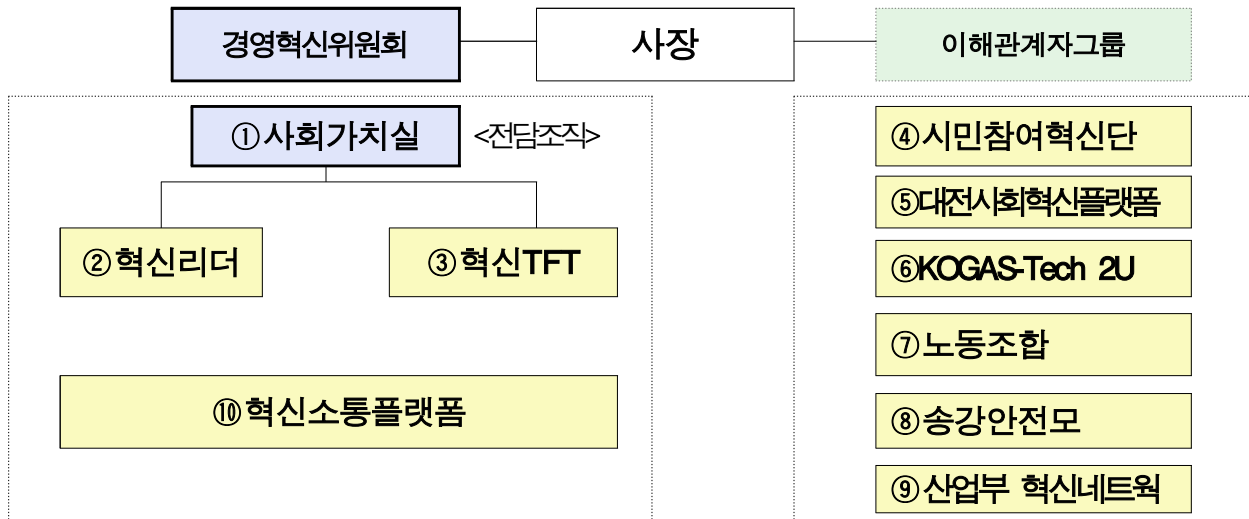 경영혁신위원회
사장
이해관계자그룹
①사회가치실 <전담조직>
②혁신리더
③혁신TFT
⑩혁신소통플랫폼
④시민참여혁신단
⑤대전사회혁신플랫폼
⑥KOGAS-Tech 2U
⑦노동조합
⑧송강안전모
⑨산업부 혁신네트웍